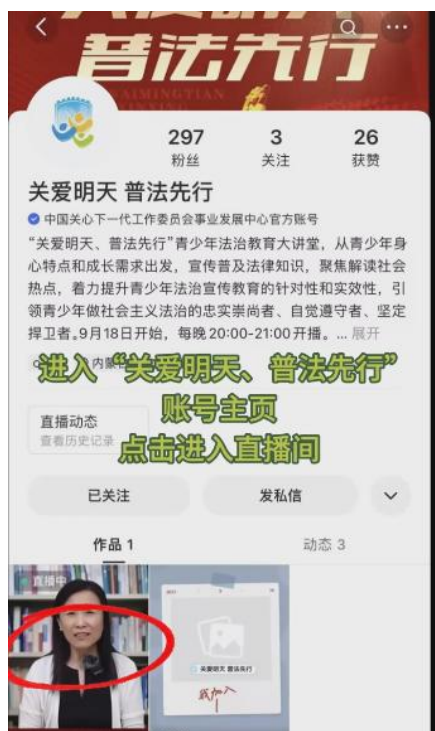 普法先行
297
3
26
粉丝
关注
获赞
关爱明天 普法先行
中国关心下一代工作委员会事业发展中心官方账号
“关爱明天、普法先行”青少年法治教育大讲堂，从青少年身
心特点和成长需求出发，宣传普及法律知识，聚焦解读社会
热点，着力提升青少年法治宣传教育的针对性和实效性，引
领青少年做社会主义法治的忠实崇尚者、自觉遵守者、坚定
捍卫者。9月18日开始，每晚20:00-21:00开播。... 展开
进入“关爱明天、普法先行”
账号主页
直播动态
查看历史记录
点击进入直播间
已关注
发私信
作品 1
动态 3
直播中
关爱明天 普法先行
我加入